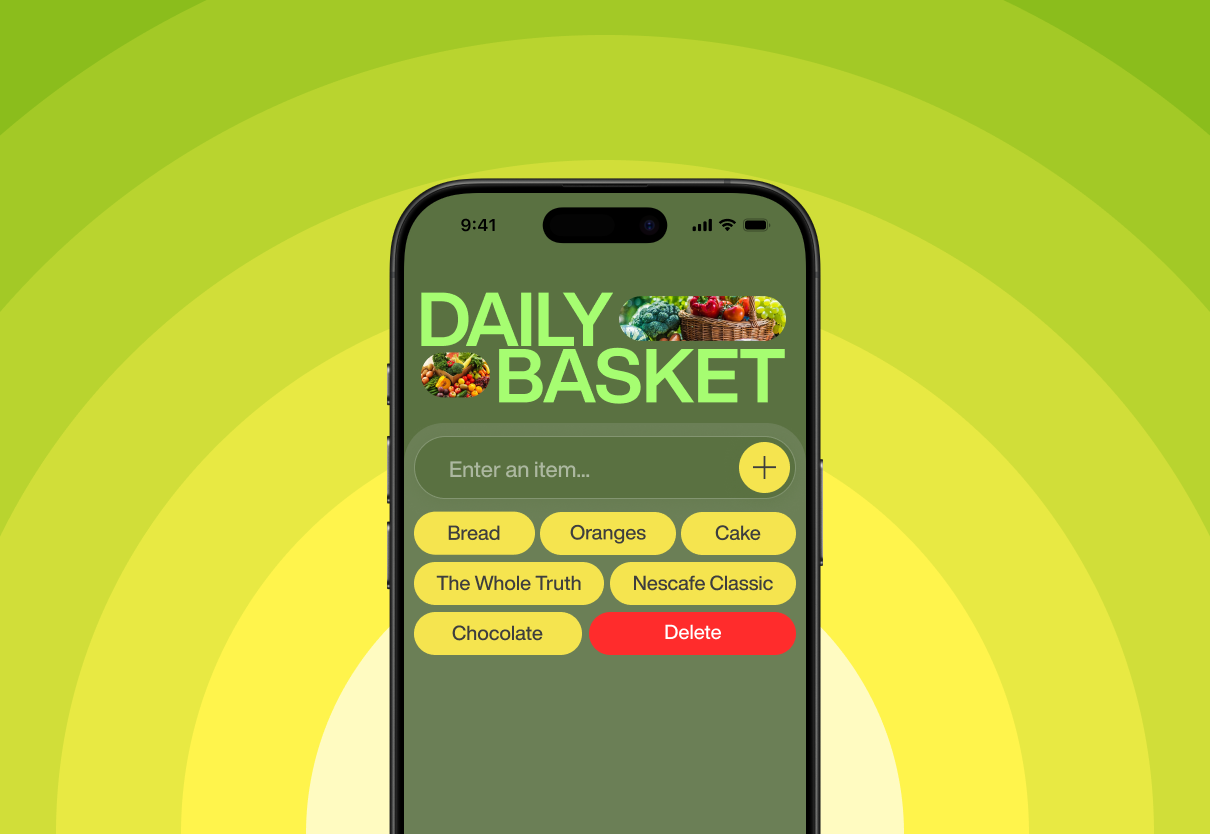 9:41
DAILY
BASKET
Enter an item...
Bread
Oranges
Cake
The Whole Truth
Nescafe Classic
Chocolate
Delete